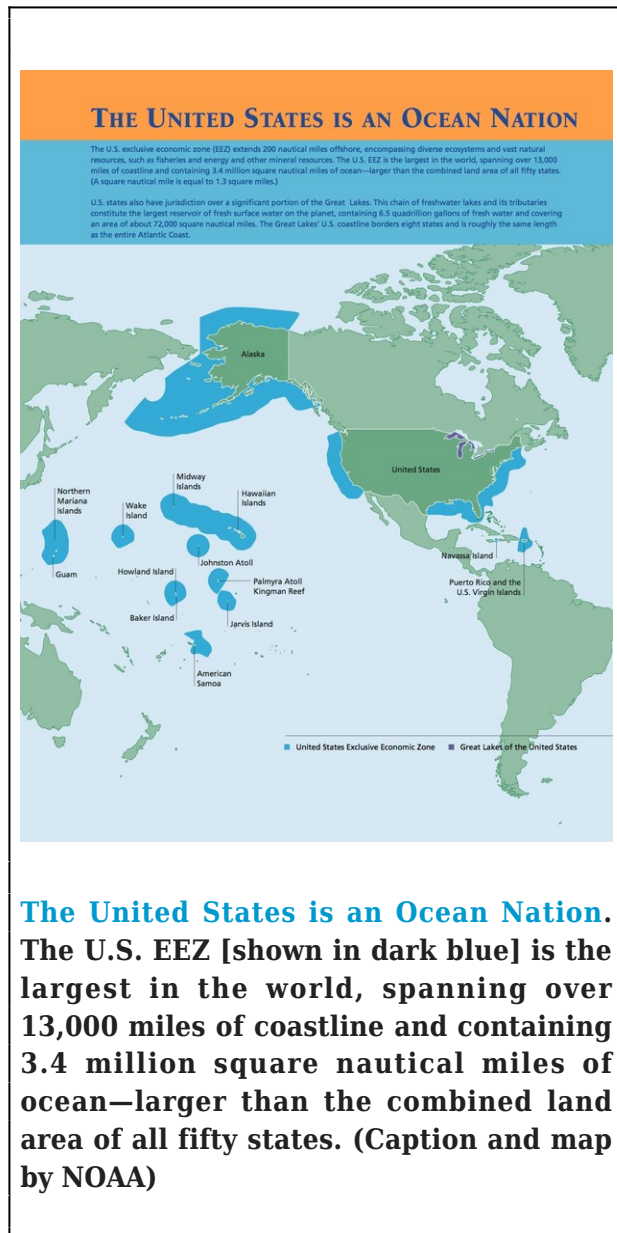 THE UNITED STATES IS AN OCEAN NATION
The U.S. exclusive economic zone (EEZ) extends 200 nautical miles offshore, encompassing diverse ecosystems and vast natural
resources, such as fisheries and energy and other mineral resources. The U.S. EEZ is the largest in the world, spanning over 13,000
miles of coastline and containing 3.4 million square nautical miles of ocean—larger than the combined land area of all fifty states.
(A square nautical mile is equal to 1.3 square miles.)
U.S. states also have jurisdiction over a significant portion of the Great Lakes. This chain of freshwater lakes and its tributaries
constitute the largest reservoir of fresh surface water on the planet, containing 6.5 quadrillion gallons of fresh water and covering
an area of about 72,000 square nautical miles. The Great Lakes' U.S. coastline borders eight states and is roughly the same length
as the entire Atlantic Coast.
Alaska
United States
Northern
Mariana
Islands
Wake
Island
Midway
Islands
Hawaiian
Islands
Guam
Johnston Atoll
Howland Island
Palmyra Atoll
Kingman Reef
Baker Island
Jarvis Island
American
Samoa
Navassa Island
Puerto Rico and the
U.S. Virgin Islands
United States Exclusive Economic Zone
Great Lakes of the United States
The United States is an Ocean Nation.
The U.S. EEZ [shown in dark blue] is the
largest in the world, spanning over
13,000 miles of coastline and containing
3.4 million square nautical miles of
ocean—larger than the combined land
area of all fifty states. (Caption and map
by NOAA)